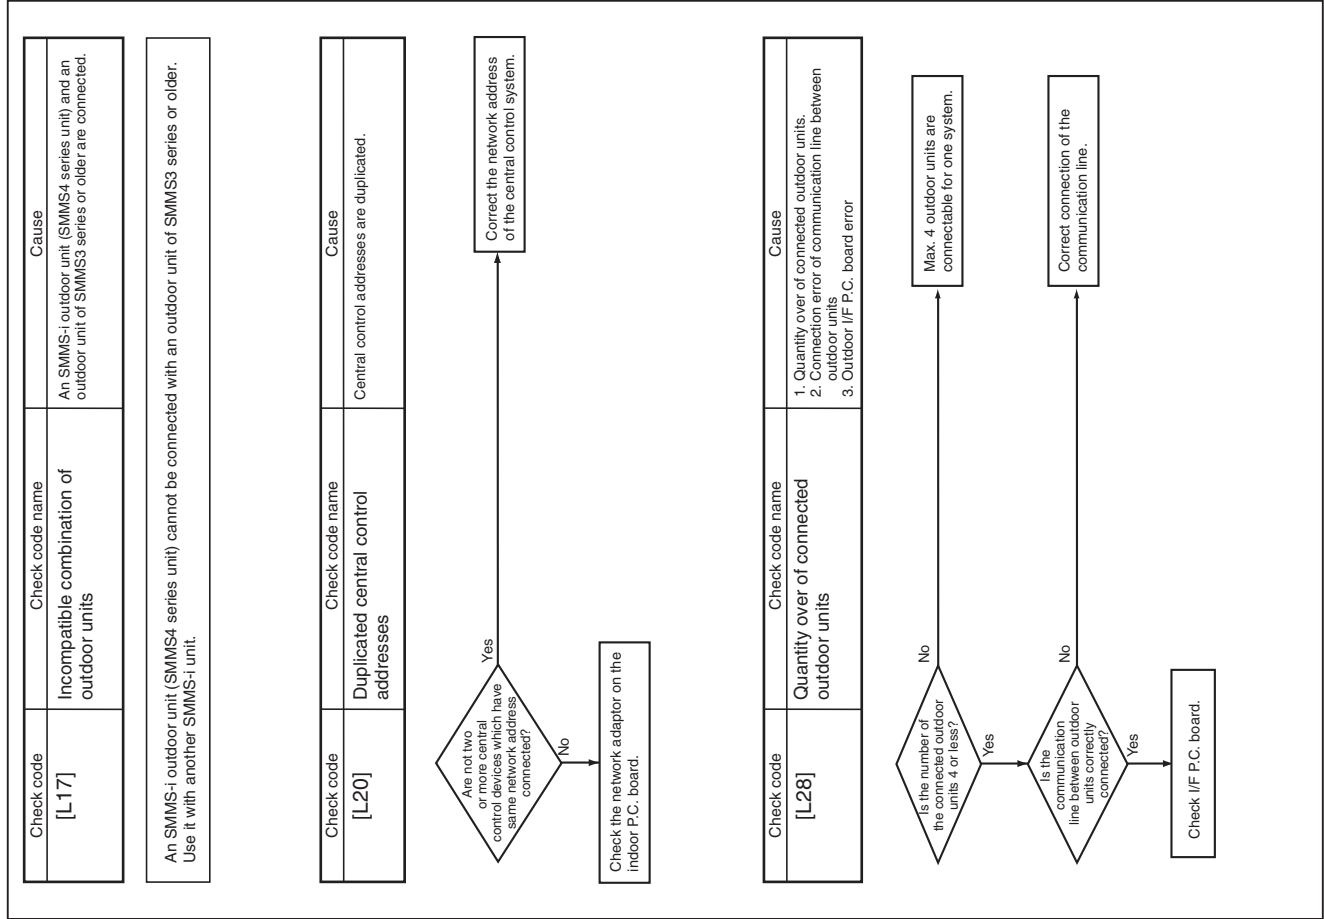 Check code
Check code name
Cause
[L17]
Incompatible combination of
outdoor units
An SMMS-i outdoor unit (SMMS4 series unit) and an
outdoor unit of SMMS3 series or older are connected.
An SMMS-i outdoor unit (SMMS4 series unit) cannot be connected with an outdoor unit of SMMS3 series or older.
Use it with another SMMS-i unit.
Check code
Check code name
Cause
[L20]
Duplicated central control
addresses
Central control addresses are duplicated.
Are not two
or more central
control devices which have
same network address
connected?
Yes
Correct the network address
of the central control system.
No
Check the network adaptor on the
indoor P.C. board.
Check code
Check code name
Cause
[L28]
Quantity over of connected
outdoor units
1. Quantity over of connected outdoor units.
2. Connection error of communication line between
outdoor units
3. Outdoor I/F P.C. board error
Is the number of
the connected outdoor
units 4 or less?
No
Max. 4 outdoor units are
connectable for one system.
Yes
Is the
communication
line between outdoor
units correctly
connected?
No
Correct connection of the
communication line.
Yes
Check I/F P.C. board.